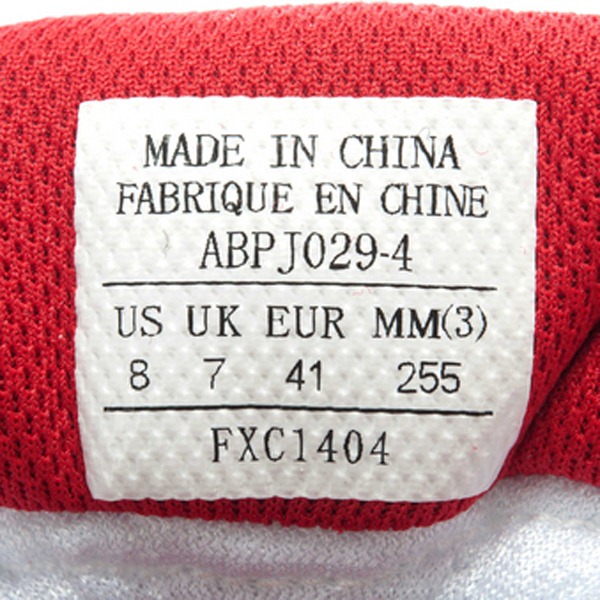 MADE IN CHINA
FABRIQUE EN CHINE
ABPJ029-4
US UK EUR MM(3)
8 7 41 255
FXC1404